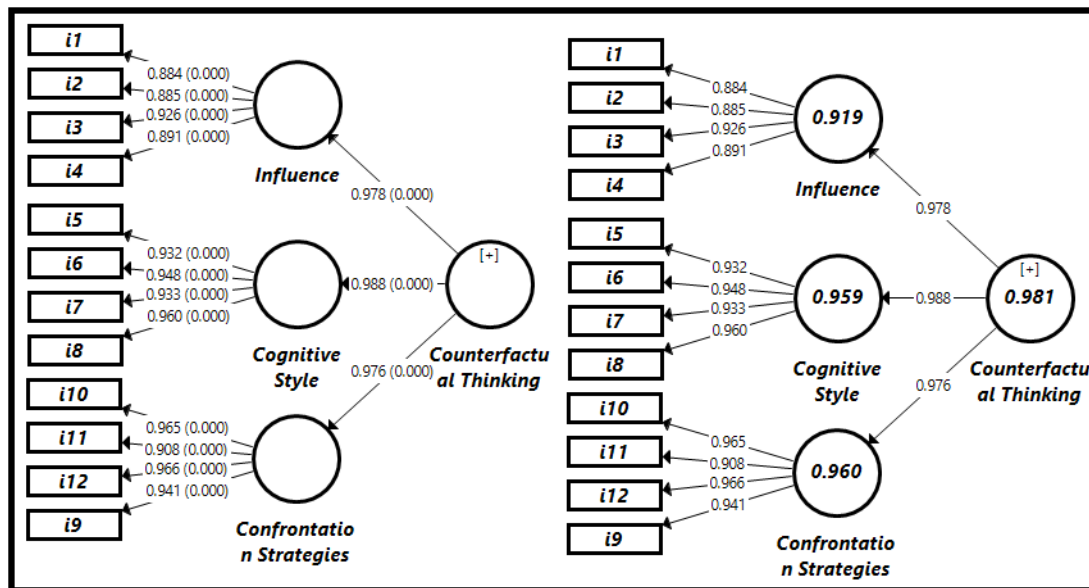 i1
i2
i3
i4
0.884 (0.000)
0.885 (0.000)
0.926 (0.000)
0.891 (0.000)
Influence
0.978 (0.000)
i5
i6
i7
i8
0.932 (0.000)
0.948 (0.000)
0.933 (0.000)
0.960 (0.000)
Cognitive
Style
0.988 (0.000)
[+]
Counterfactu
al Thinking
0.976 (0.000)
i10
i11
i12
i9
0.965 (0.000)
0.908 (0.000)
0.966 (0.000)
0.941 (0.000)
Confrontatio
n Strategies
i1
i2
i3
i4
0.884
0.885
0.926
0.891
0.919
Influence
0.978
i5
i6
i7
i8
0.932
0.948
0.933
0.960
0.959
Cognitive
Style
0.988
[+]
0.981
Counterfactu
al Thinking
0.976
i10
i11
i12
i9
0.965
0.908
0.966
0.941
0.960
Confrontatio
n Strategies